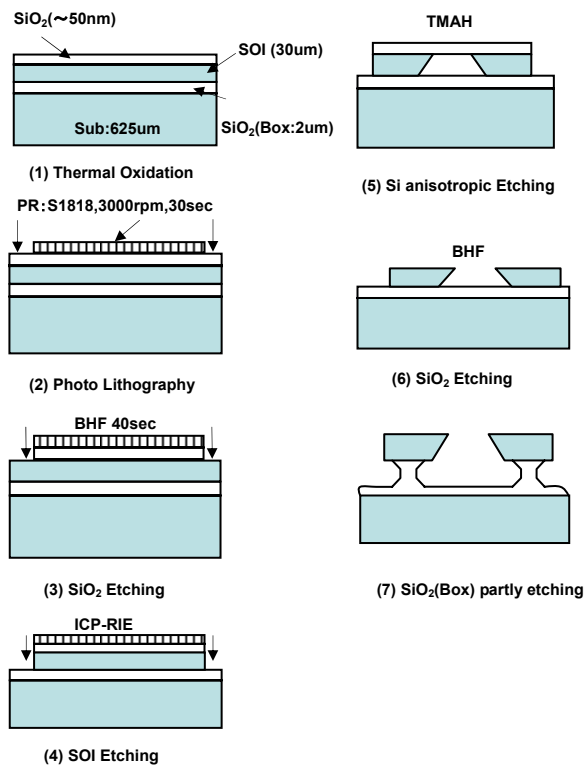 SiO2(～50nm)
SOI (30um)
Sub:625um
SiO2(Box:2um)
(1) Thermal Oxidation
PR：S1818,3000rpm,30sec
(2) Photo Lithography
BHF 40sec
(3) SiO2 Etching
ICP-RIE
(4) SOI Etching
TMAH
(5) Si anisotropic Etching
BHF
(6) SiO2 Etching
(7) SiO2(Box) partly etching